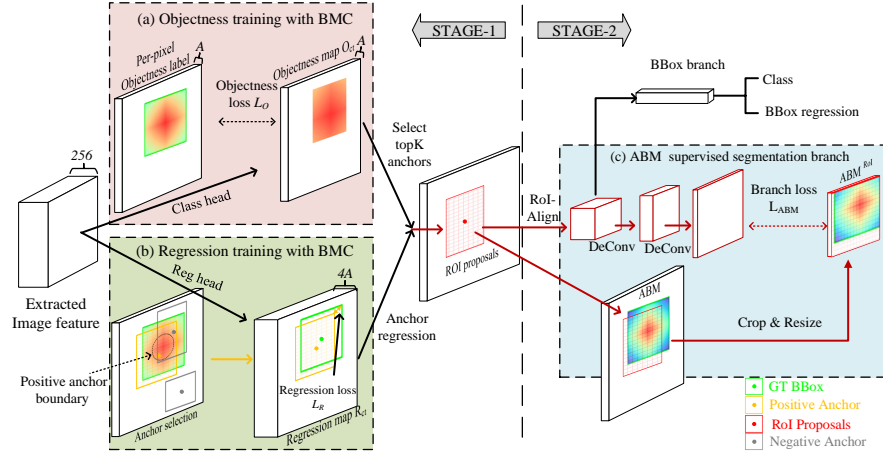 (a) Objectness training with BMC
STAGE-1
STAGE-2
Per-pixel
Objectness label
A
Objectness
loss L_O
Objectness map O_ct
A
BBox branch
Class
BBox regression
Select
topK
anchors
(c) ABM supervised segmentation branch
ABM^RoI
256
Class head
RoI-
Align
Branch loss
L_ABM
DeConv
DeConv
(b) Regression training with BMC
Reg head
ROI proposals
4A
ABM
Extracted
Image feature
Anchor
regression
Crop & Resize
Positive anchor
boundary
Regression loss
L_R
Anchor selection
Regression map R_ct
GT BBox
Positive Anchor
RoI Proposals
Negative Anchor